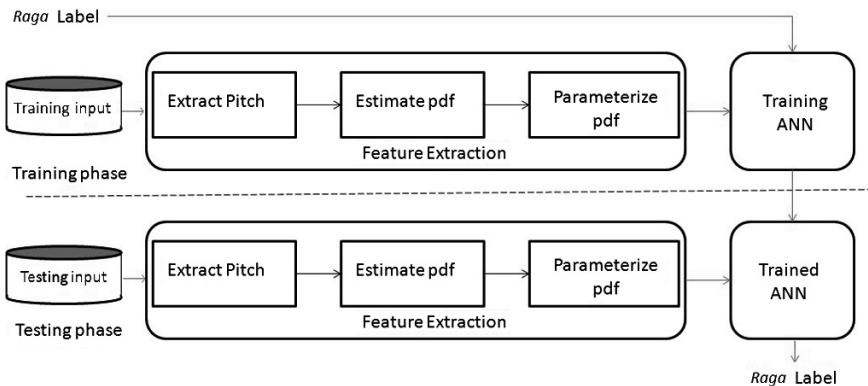 Raga Label
Training input
Extract Pitch
Estimate pdf
Parameterize
pdf
Feature Extraction
Training
ANN
Training phase
Testing input
Extract Pitch
Estimate pdf
Parameterize
pdf
Feature Extraction
Trained
ANN
Testing phase
Raga Label